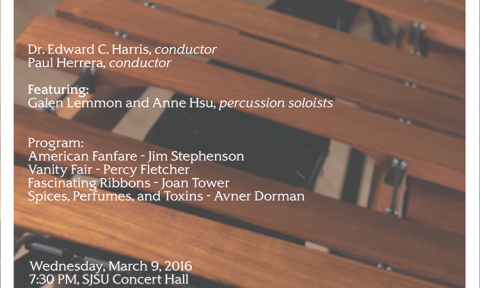 Dr. Edward C. Harris, conductor
Paul Herrera, conductor
Featuring:
Galen Lemmon and Anne Hsu, percussion soloists
Program:
American Fanfare - Jim Stephenson
Vanity Fair - Percy Fletcher
Fascinating Ribbons - Joan Tower
Spices, Perfumes, and Toxins - Avner Dorman
Wednesday, March 9, 2016
7:30 PM, SJSU Concert Hall